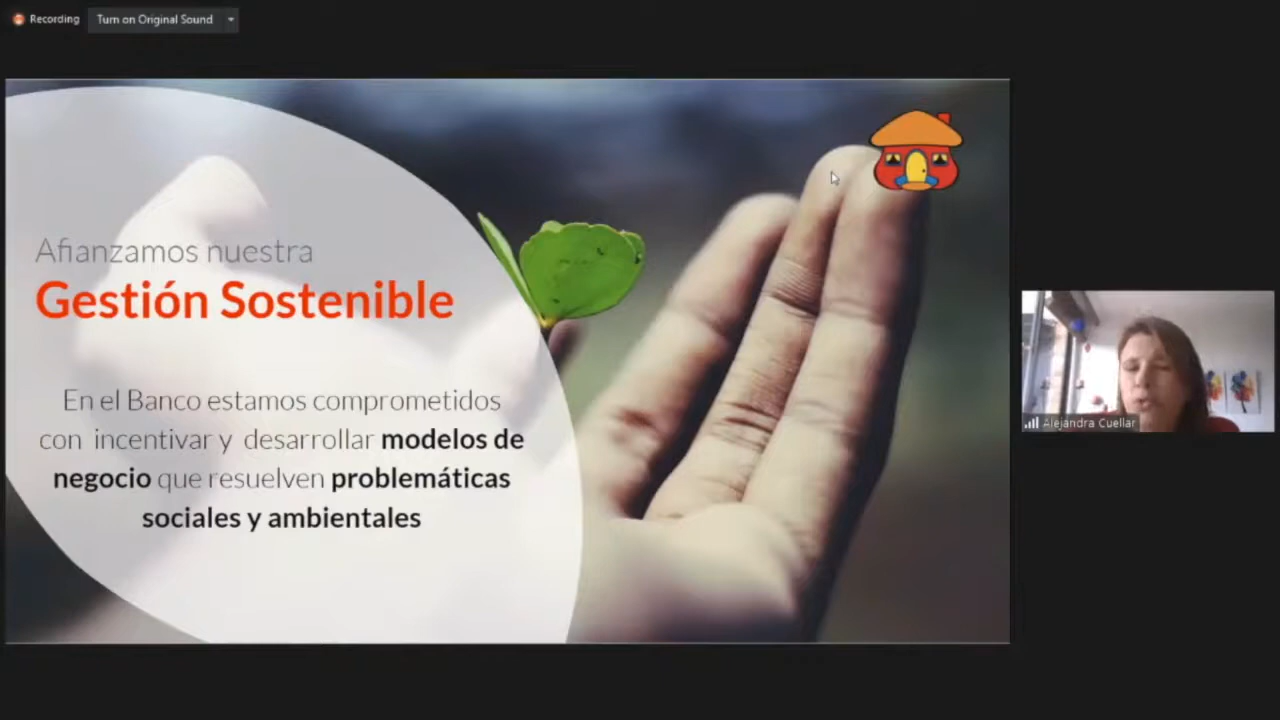 Recording
Turn on Original Sound
Afianzamos nuestra
Gestión Sostenible
En el Banco estamos comprometidos
con incentivar y desarrollar modelos de
negocio que resuelven problemáticas
sociales y ambientales
Alejandra Cuellar